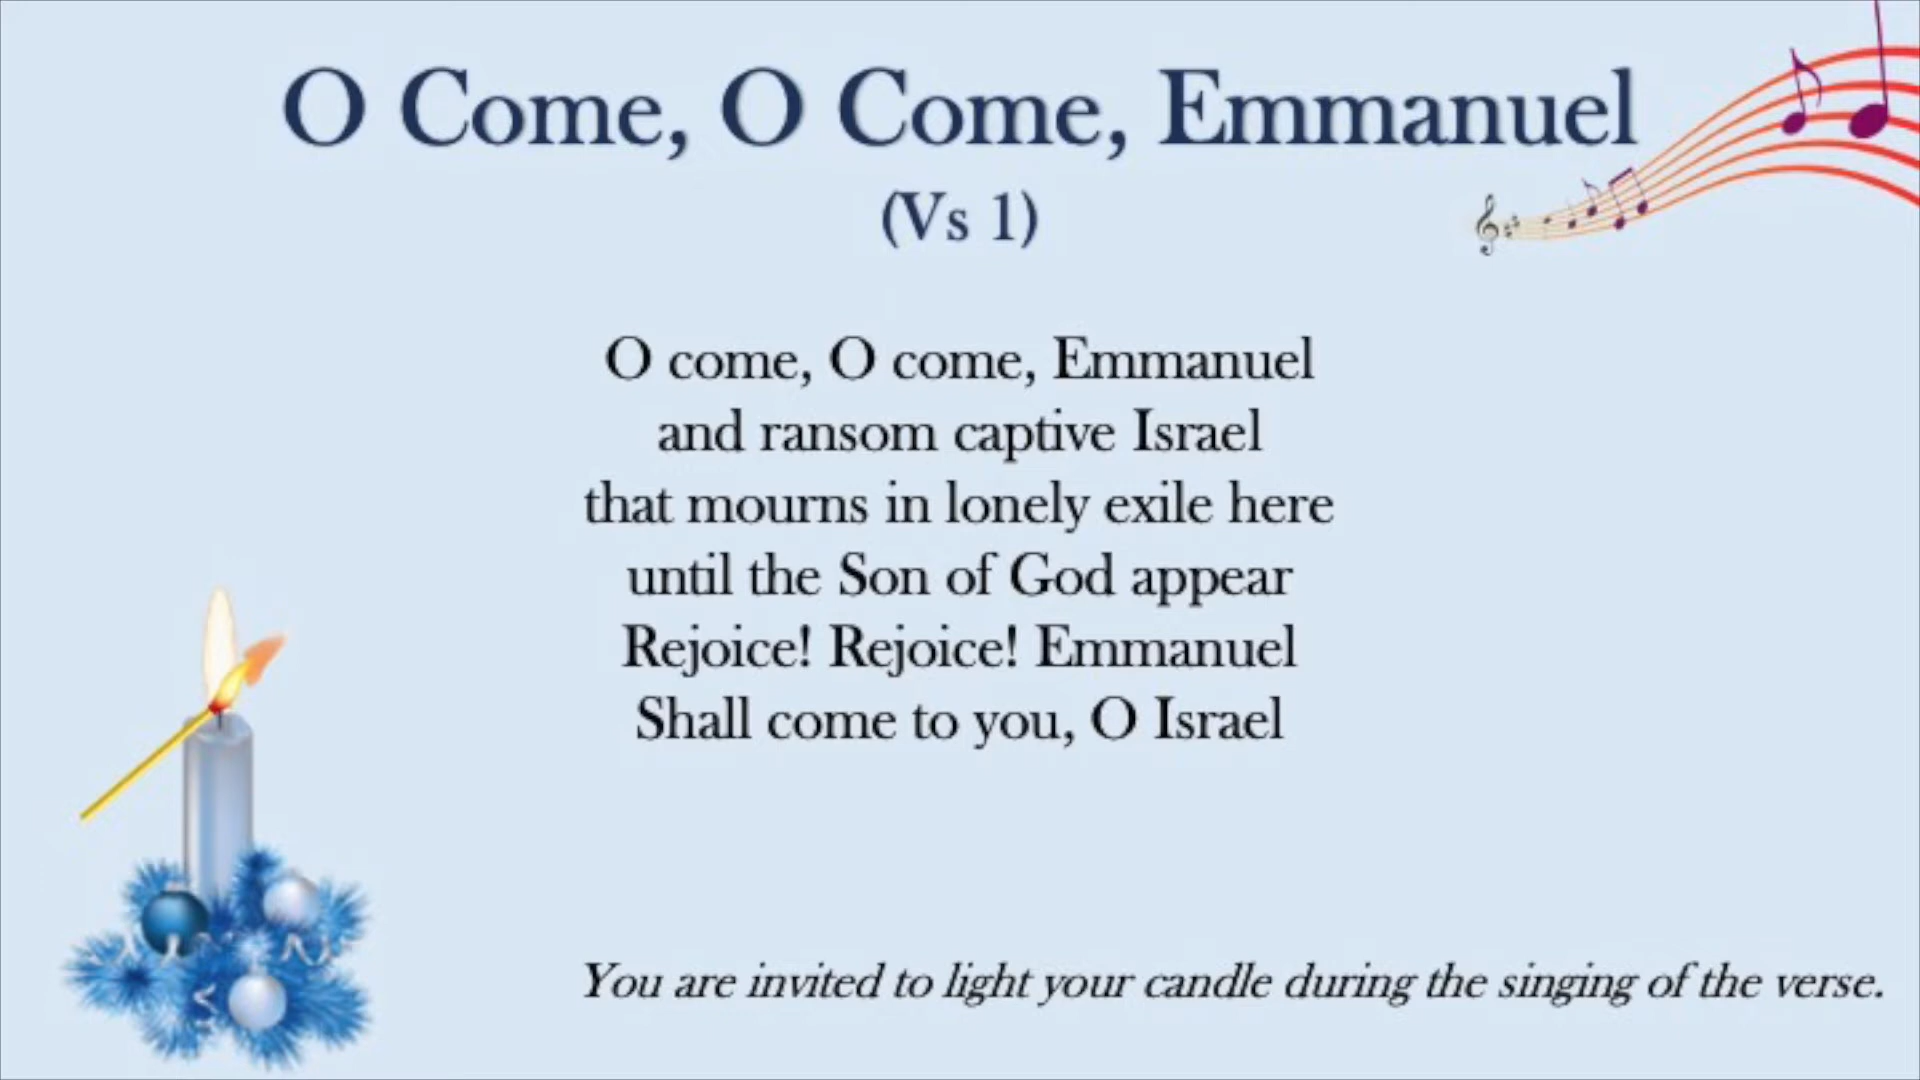 O Come, O Come, Emmanuel
(Vs 1)
O come, O come, Emmanuel
and ransom captive Israel
that mourns in lonely exile here
until the Son of God appear
Rejoice! Rejoice! Emmanuel
Shall come to you, O Israel
You are invited to light your candle during the singing of the verse.